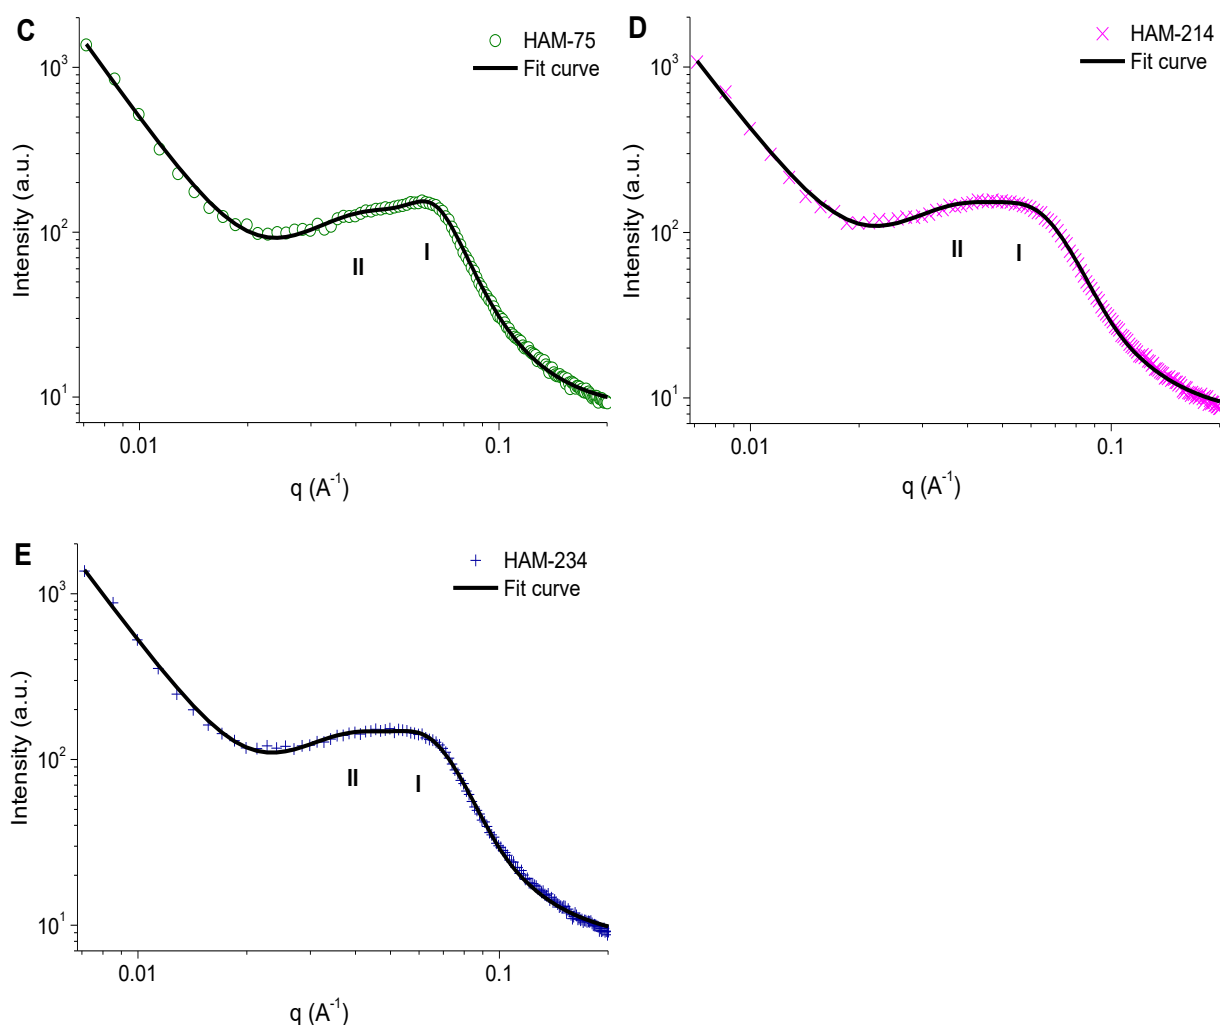 C
HAM-75
Fit curve
10³
10²
10¹
Intensity (a.u.)
II
I
0.01
0.1
q (A⁻¹)
D
HAM-214
Fit curve
10³
10²
10¹
Intensity (a.u.)
II
I
0.01
0.1
q (A⁻¹)
E
HAM-234
Fit curve
10³
10²
10¹
Intensity (a.u.)
II
I
0.01
0.1
q (A⁻¹)